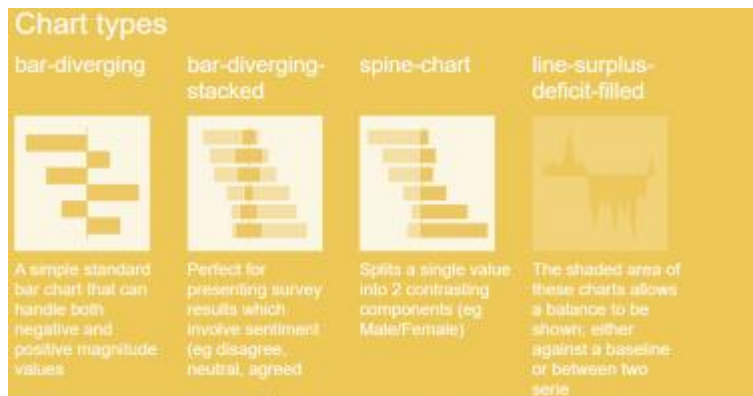 Chart types
bar-diverging
A simple standard
bar chart that can
handle both
negative and
positive magnitude
values
bar-diverging-
stacked
Perfect for
presenting survey
results which
involve sentiment
(eg disagree,
neutral, agreed
spine-chart
Splits a single value
into 2 contrasting
components (eg
Male/Female)
line-surplus-
deficit-filled
The shaded area of
these charts allows
a balance to be
shown; either
against a baseline
or between two
serie